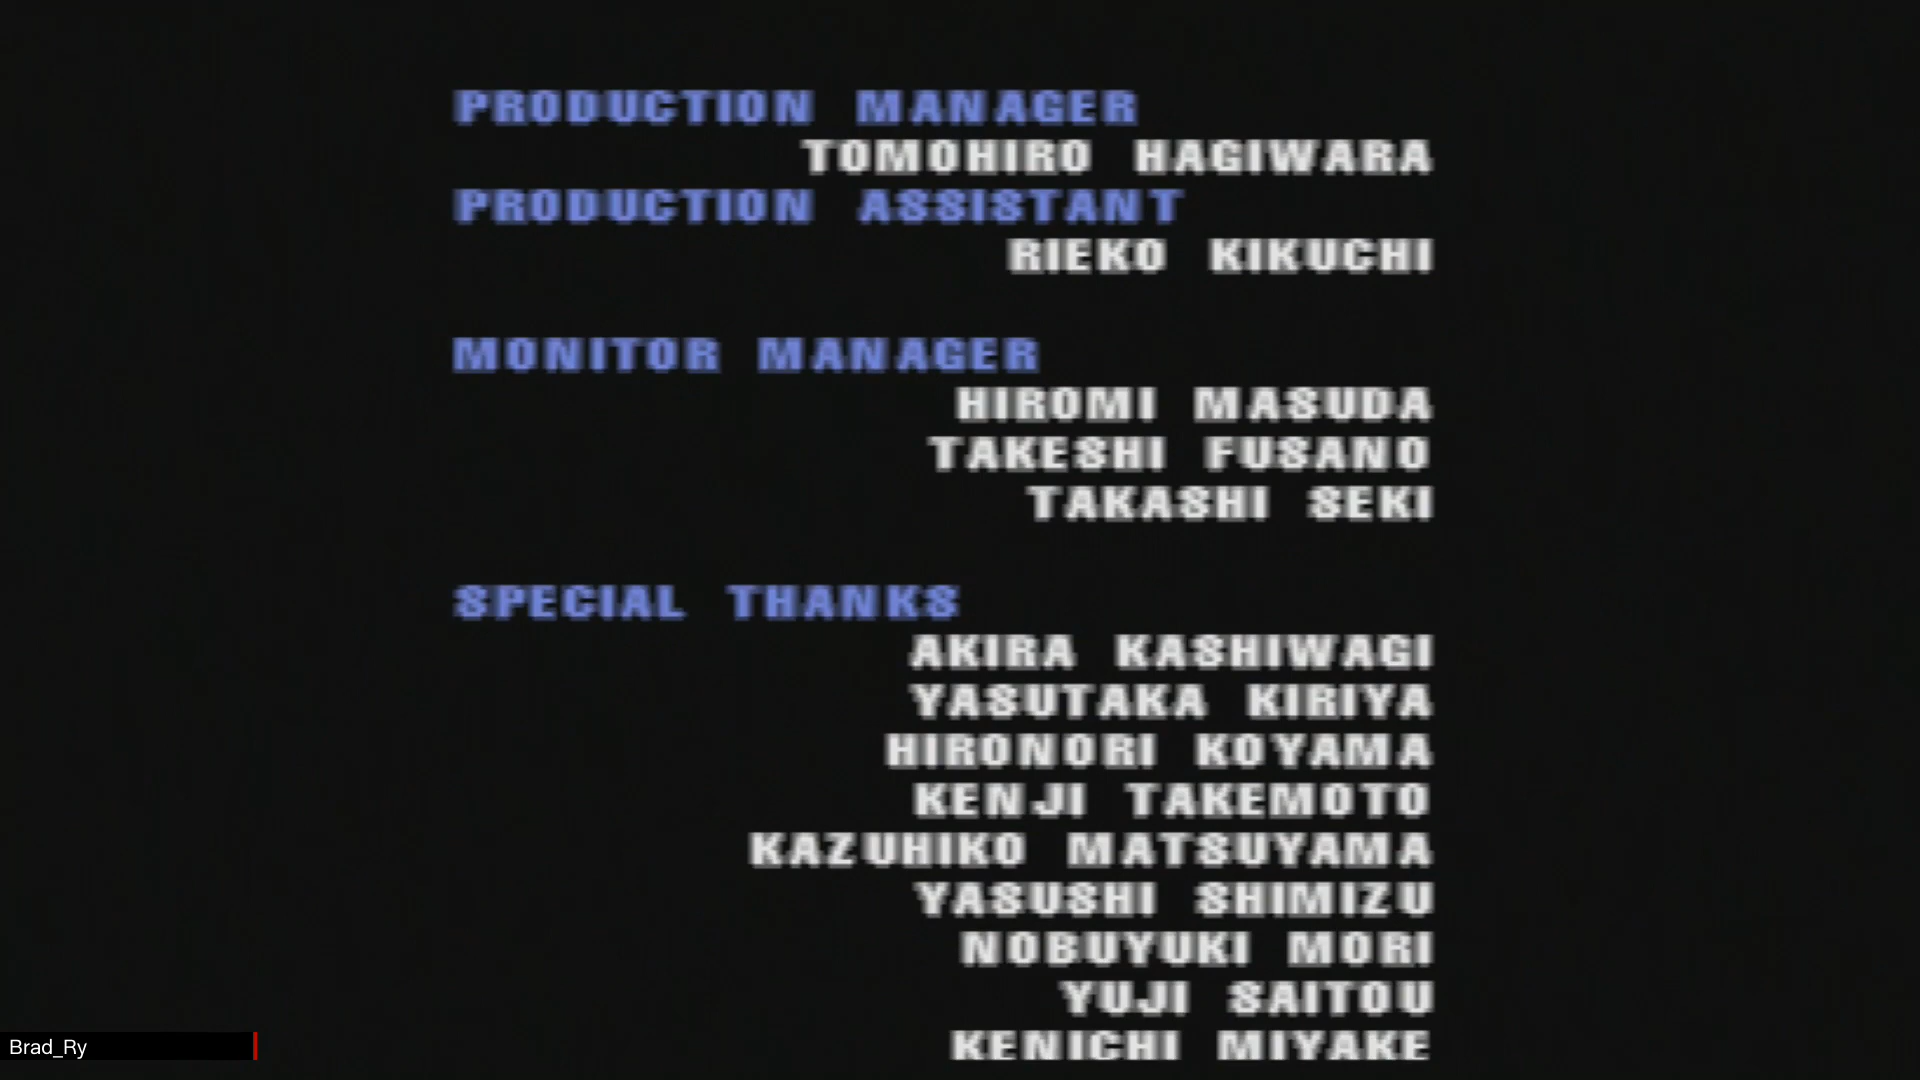 PRODUCTION MANAGER
TOMOHIRO HAGIWARA
PRODUCTION ASSISTANT
RIEKO KIKUCHI
MONITOR MANAGER
HIROMI MASUDA
TAKESHI FUSANO
TAKASHI SEKI
SPECIAL THANKS
AKIRA KASHIWAGI
YASUTAKA KIRIYA
HIRONORI KOYAMA
KENJI TAKEMOTO
KAZUHIKO MATSUYAMA
YASUSHI SHIMIZU
NOBUYUKI MORI
YUJI SAITOU
KENICHI MIYAKE
Brad_Ry